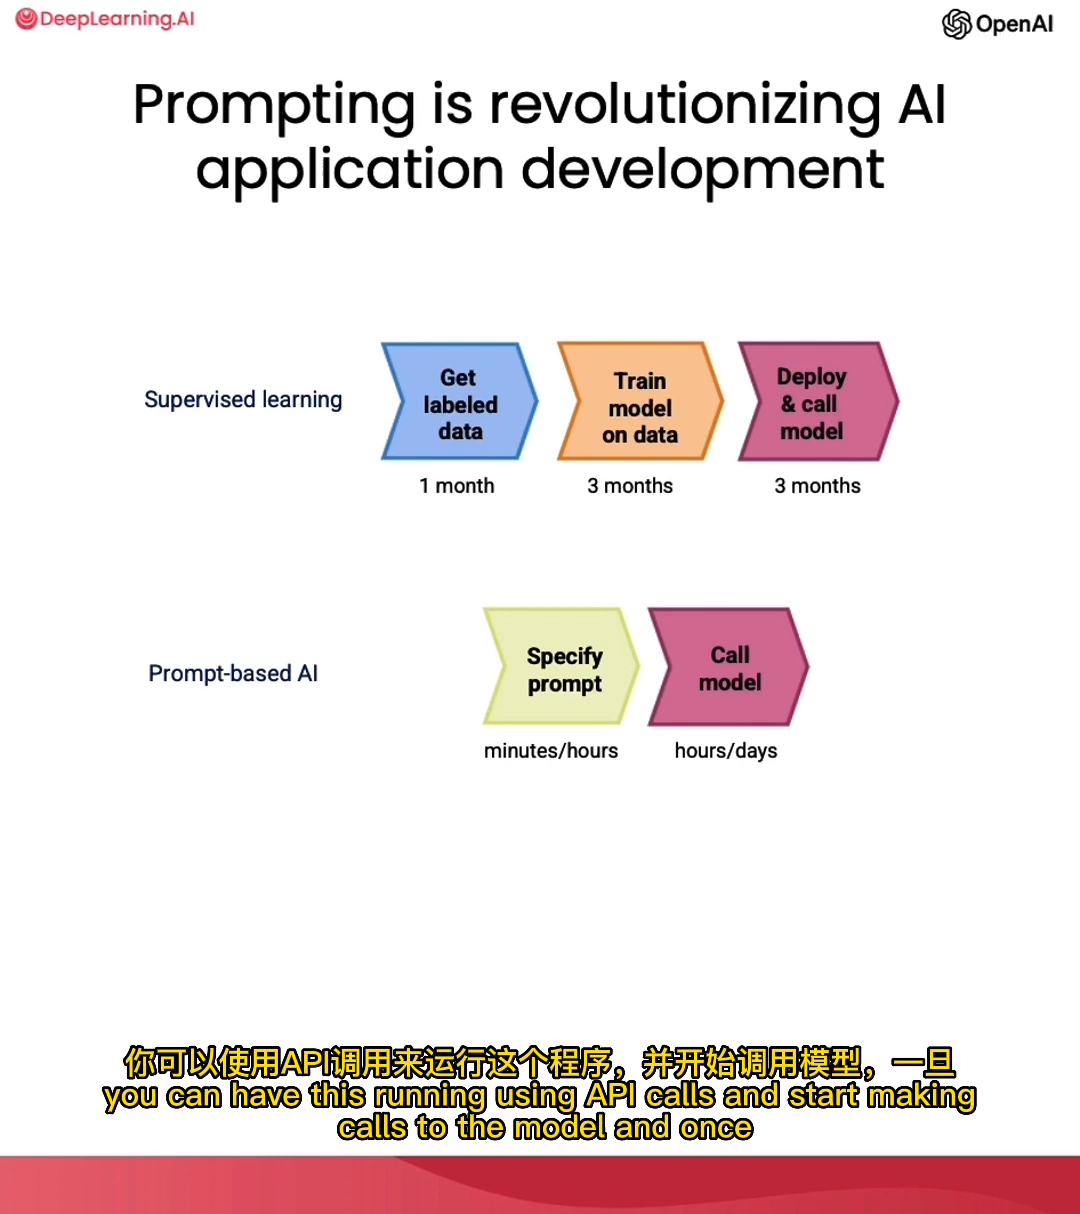 DeepLearning.AI
OpenAI
Prompting is revolutionizing AI
application development
Supervised learning
Get
labeled
data
Train
model
on data
Deploy
& call
model
1 month
3 months
3 months
Prompt-based AI
Specify
prompt
Call
model
minutes/hours
hours/days
你可以使用API调用来运行这个程序，并开始调用模型，一旦
you can have this running using API calls and start making
calls to the model and once